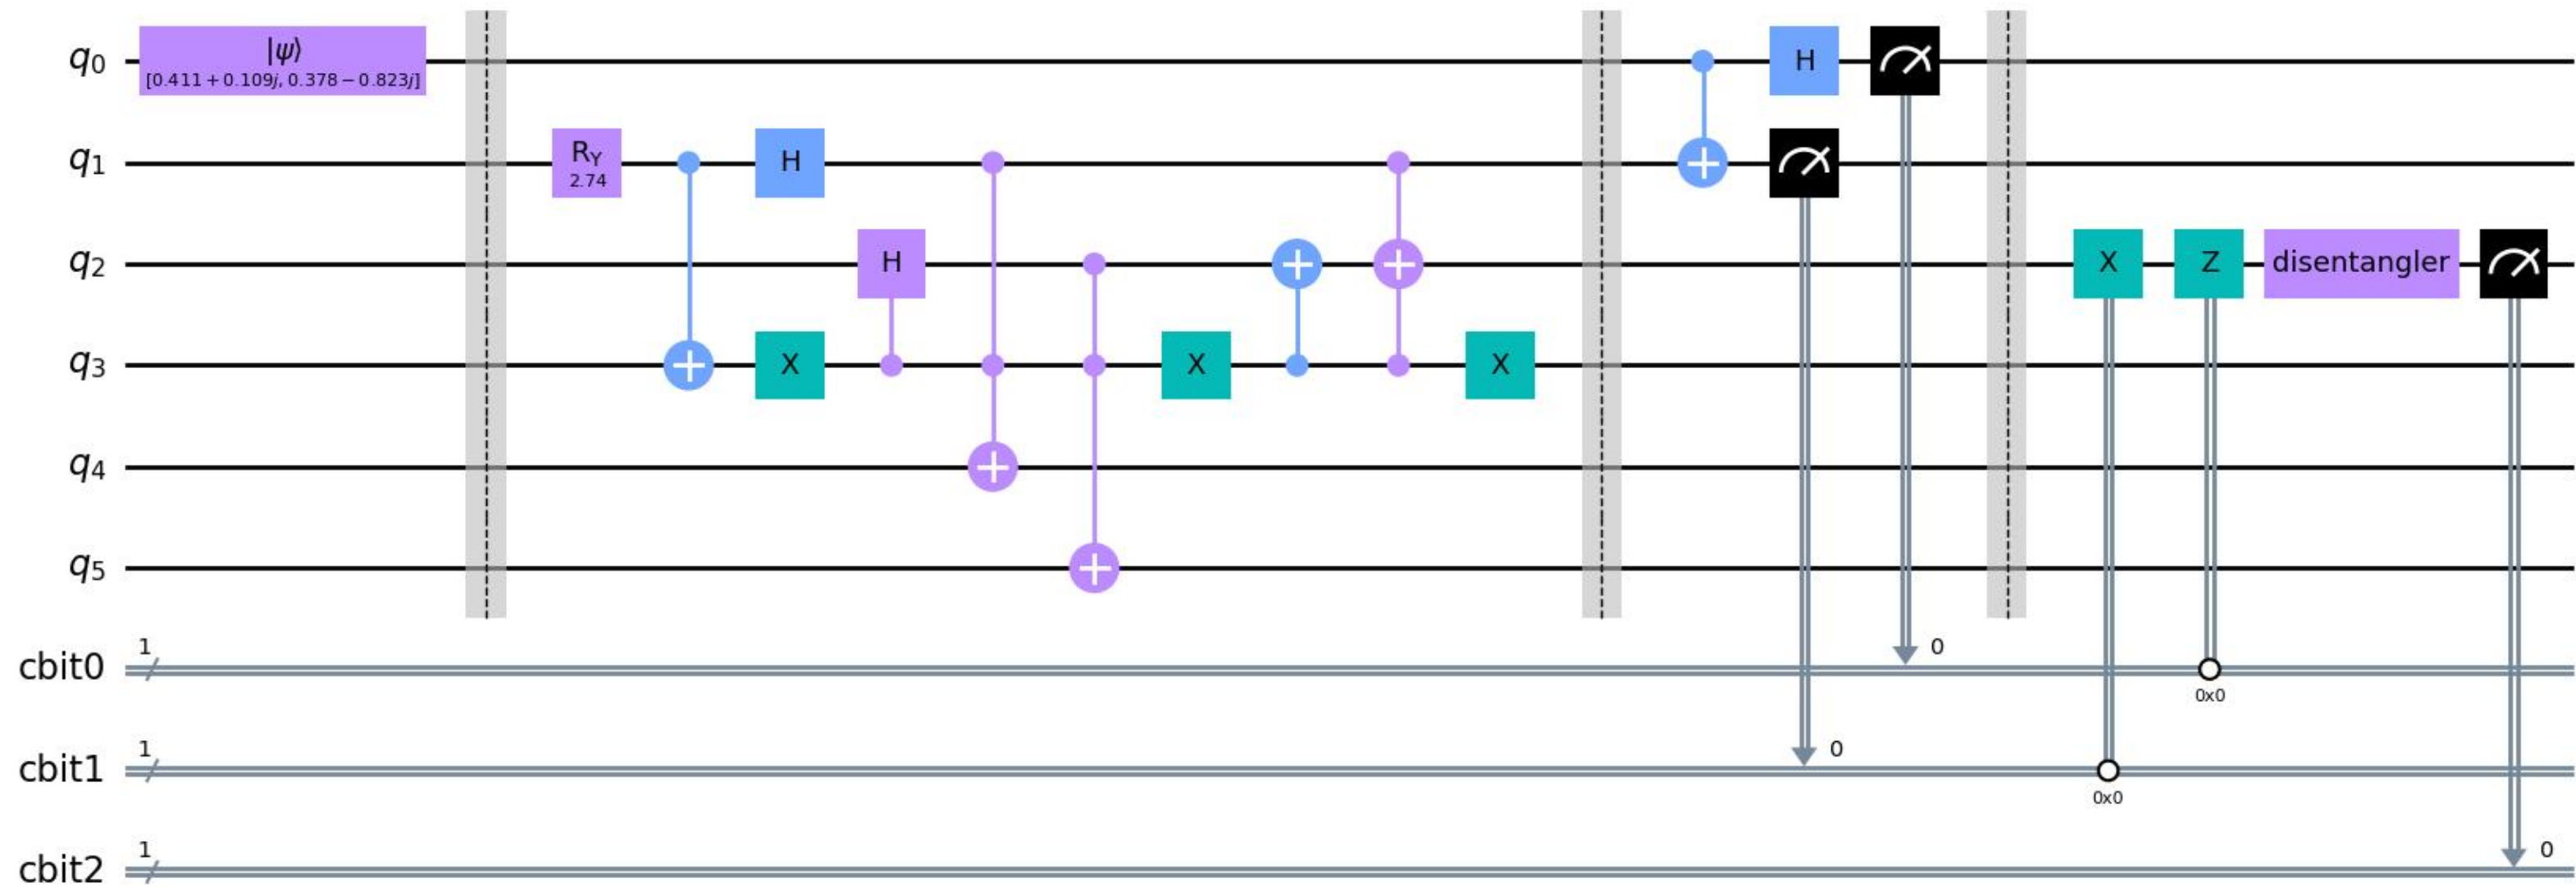 |ψ⟩
q0
[0.411 + 0.109j, 0.378 − 0.823j]
H
q1
RY
2.74
H
q2
H
X
Z
disentangler
q3
X
X
X
q4
q5
cbit0
1
0
0x0
cbit1
1
0
0x0
cbit2
1
0